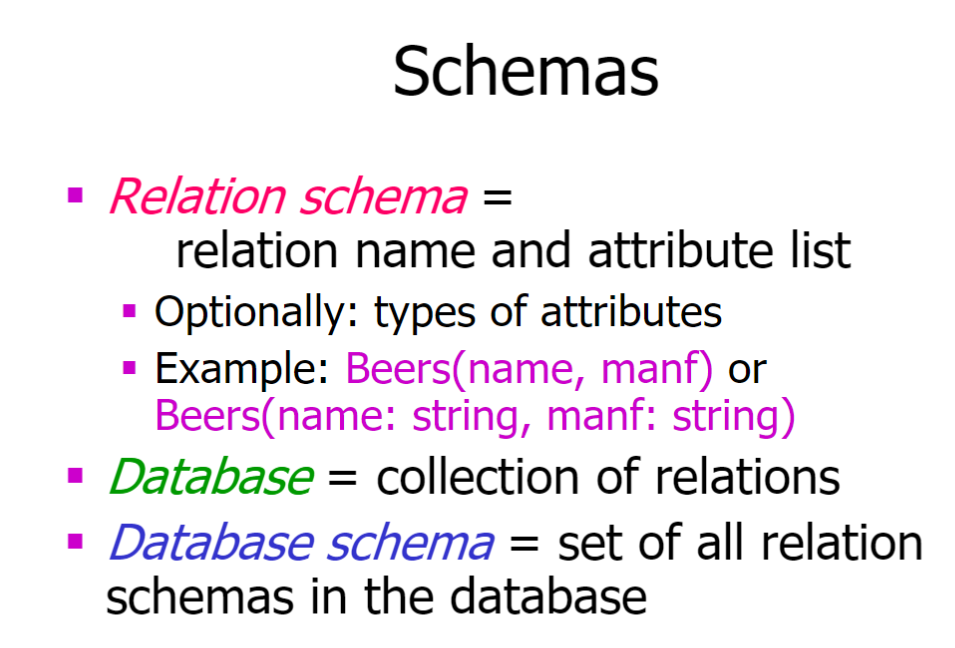 Schemas
Relation schema =
relation name and attribute list
Optionally: types of attributes
Example: Beers(name, manf) or
Beers(name: string, manf: string)
Database = collection of relations
Database schema = set of all relation
schemas in the database